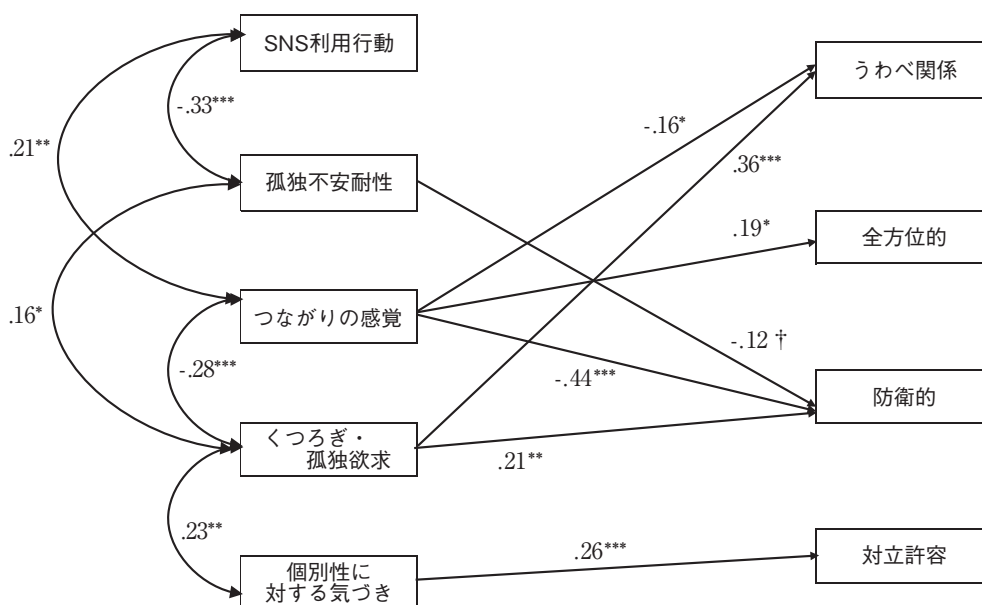 SNS利用行動
うわべ関係
-.33***
-.16*
.21**
.36***
孤独不安耐性
.19*
全方位的
つながりの感覚
.16*
-.12 †
-.28***
-.44***
防衛的
くつろぎ・
孤独欲求
.21**
.23**
.26***
対立許容
個別性に
対する気づき